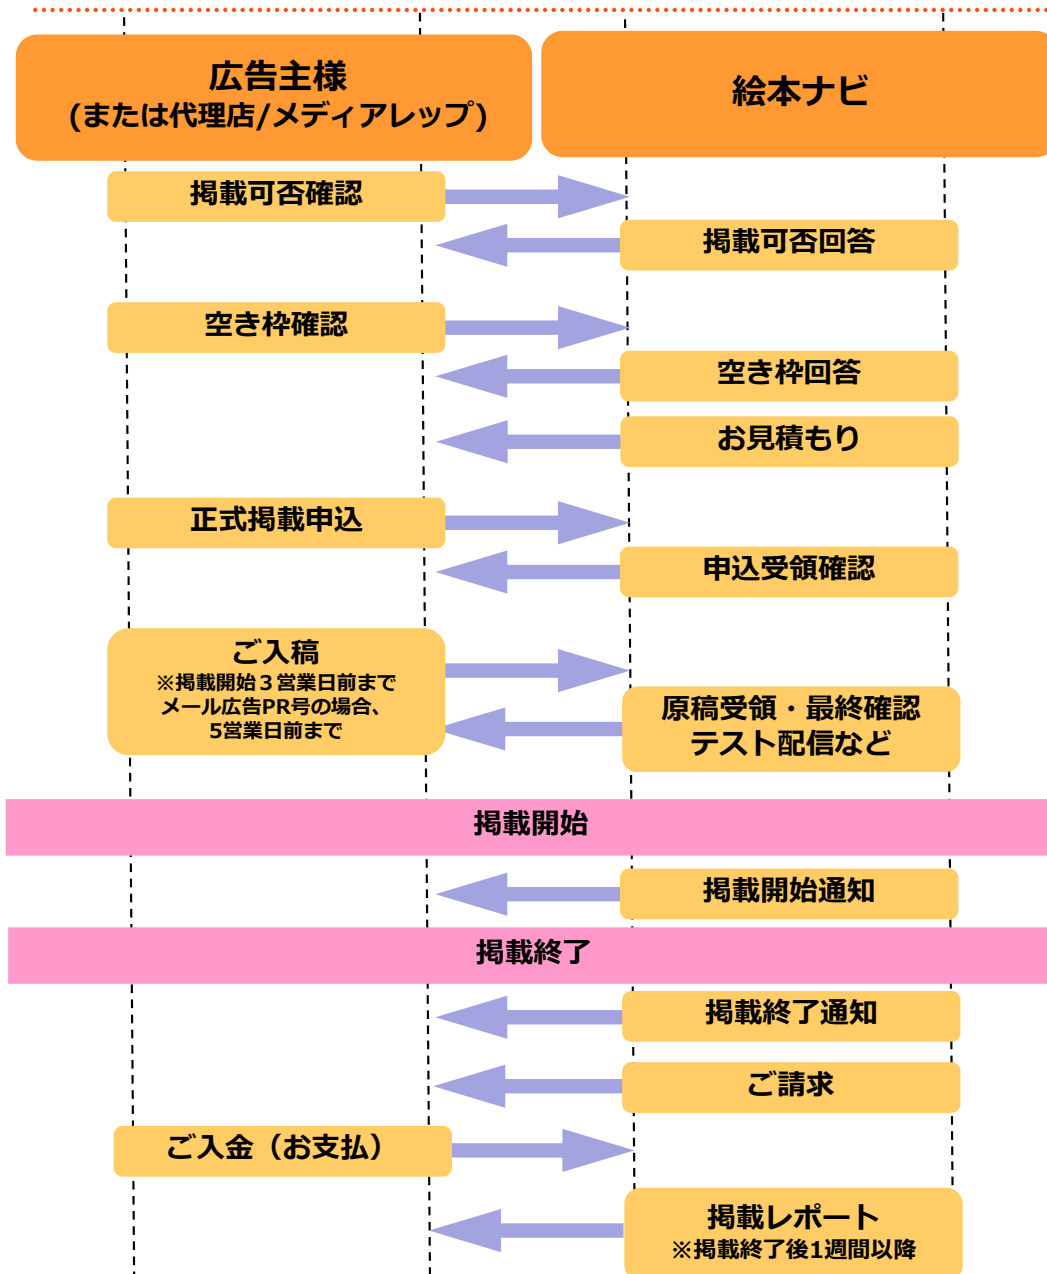 広告主様
(または代理店/メディアレップ)
絵本ナビ
掲載可否確認
掲載可否回答
空き枠確認
空き枠回答
お見積もり
正式掲載申込
申込受領確認
ご入稿
※掲載開始３営業日前まで
メール広告PR号の場合、
5営業日前まで
原稿受領・最終確認
テスト配信など
掲載開始
掲載開始通知
掲載終了
掲載終了通知
ご請求
ご入金（お支払）
掲載レポート
※掲載終了後1週間以降